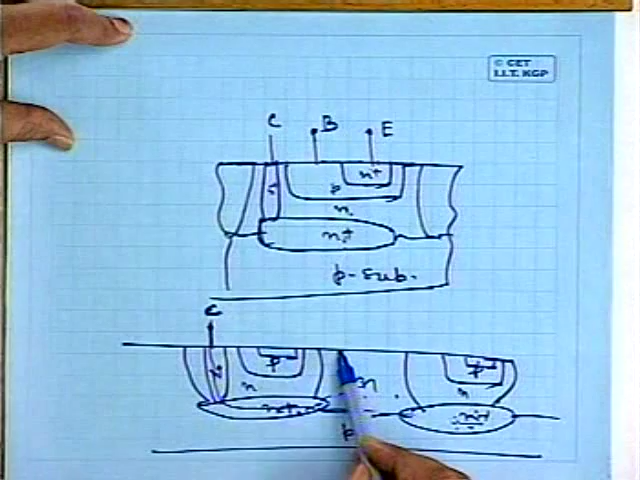 © CET
I.I.T. KGP
C B E
n+
p
n
n+
p-sub.
C
p p
n n
n+
p